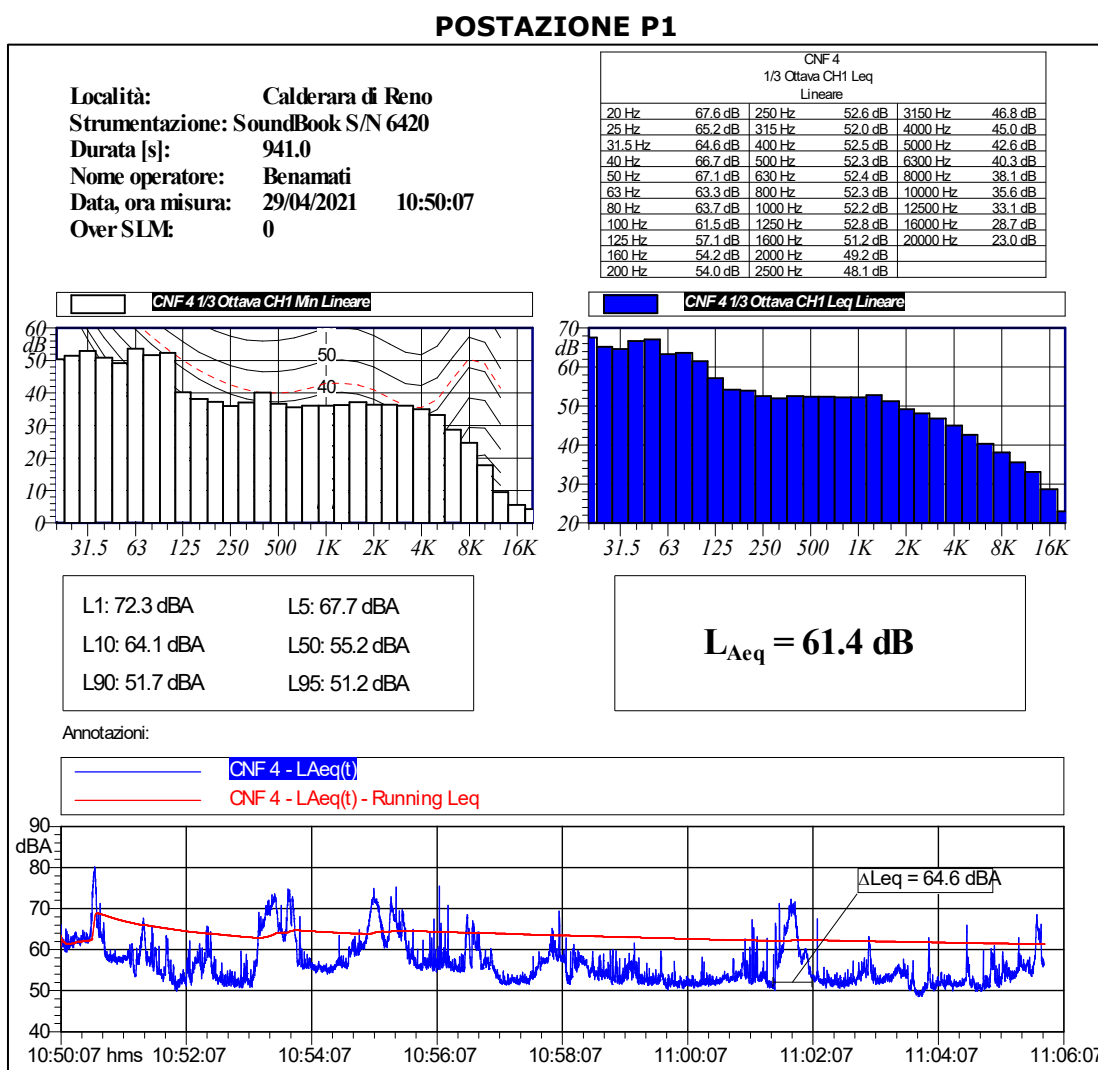 POSTAZIONE P1
Località: Calderara di Reno
Strumentazione: SoundBook S/N 6420
Durata [s]: 941.0
Nome operatore: Benamati
Data, ora misura: 29/04/2021 10:50:07
Over SLM: 0
CNF 4
1/3 Ottava CH1 Leq
Lineare
20 Hz 67.6 dB 250 Hz 52.6 dB 3150 Hz 46.8 dB
25 Hz 65.2 dB 315 Hz 52.0 dB 4000 Hz 45.0 dB
31.5 Hz 64.6 dB 400 Hz 52.5 dB 5000 Hz 42.6 dB
40 Hz 66.7 dB 500 Hz 52.3 dB 6300 Hz 40.3 dB
50 Hz 67.1 dB 630 Hz 52.4 dB 8000 Hz 38.1 dB
63 Hz 63.3 dB 800 Hz 52.3 dB 10000 Hz 35.6 dB
80 Hz 63.7 dB 1000 Hz 52.2 dB 12500 Hz 33.1 dB
100 Hz 61.5 dB 1250 Hz 52.8 dB 16000 Hz 28.7 dB
125 Hz 57.1 dB 1600 Hz 51.2 dB 20000 Hz 23.0 dB
160 Hz 54.2 dB 2000 Hz 49.2 dB
200 Hz 54.0 dB 2500 Hz 48.1 dB
CNF 4 1/3 Ottava CH1 Min Lineare
60
dB
50
40
30
20
10
0
50
40
31.5 63 125 250 500 1K 2K 4K 8K 16K
CNF 4 1/3 Ottava CH1 Leq Lineare
70
dB
60
50
40
30
20
31.5 63 125 250 500 1K 2K 4K 8K 16K
L1: 72.3 dBA L5: 67.7 dBA
L10: 64.1 dBA L50: 55.2 dBA
L90: 51.7 dBA L95: 51.2 dBA
LAeq = 61.4 dB
Annotazioni:
CNF 4 - LAeq(t)
CNF 4 - LAeq(t) - Running Leq
90
dBA
80
70
60
50
40
ΔLeq = 64.6 dBA
10:50:07 hms 10:52:07 10:54:07 10:56:07 10:58:07 11:00:07 11:02:07 11:04:07 11:06:07